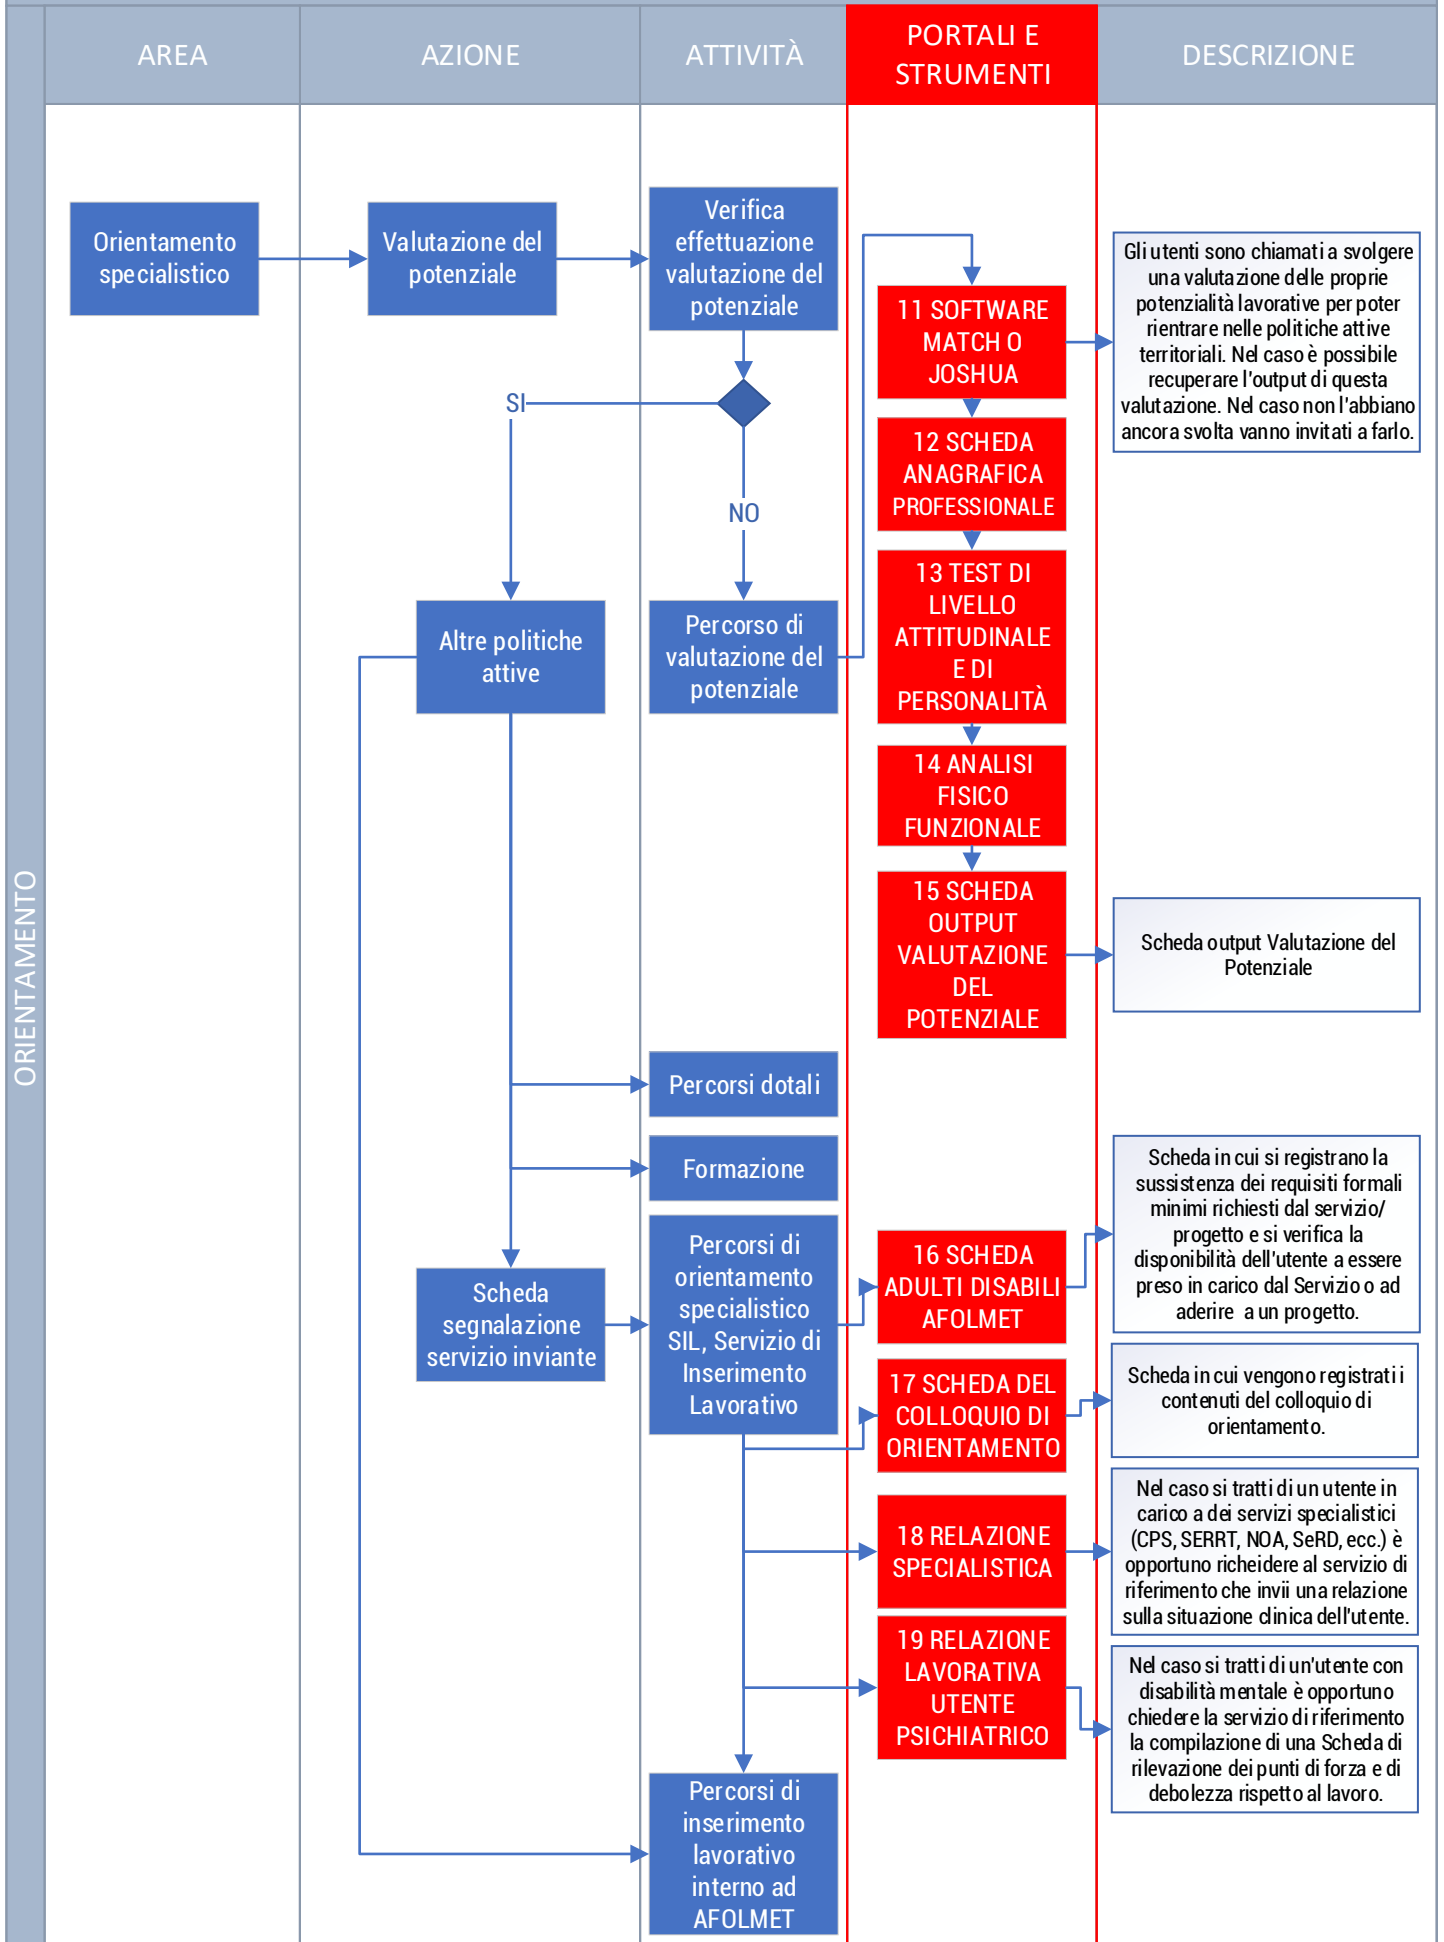 AREA
AZIONE
ATTIVITÀ
PORTALI E
STRUMENTI
DESCRIZIONE
ORIENTAMENTO
Orientamento
specialistico
Valutazione del
potenziale
Verifica
effettuazione
valutazione del
potenziale
SI
NO
Altre politiche
attive
Percorso di
valutazione del
potenziale
11 SOFTWARE
MATCH O
JOSHUA
Gli utenti sono chiamati a svolgere
una valutazione delle proprie
potenzialità lavorative per poter
rientrare nelle politiche attive
territoriali. Nel caso è possibile
recuperare l'output di questa
valutazione. Nel caso non l'abbiano
ancora svolta vanno invitati a farlo.
12 SCHEDA
ANAGRAFICA
PROFESSIONALE
13 TEST DI
LIVELLO
ATTITUDINALE
E DI
PERSONALITÀ
14 ANALISI
FISICO
FUNZIONALE
15 SCHEDA
OUTPUT
VALUTAZIONE
DEL
POTENZIALE
Scheda output Valutazione del
Potenziale
Percorsi dotali
Formazione
Scheda
segnalazione
servizio inviante
Percorsi di
orientamento
specialistico
SIL, Servizio di
Inserimento
Lavorativo
16 SCHEDA
ADULTI DISABILI
AFOLMET
Scheda in cui si registrano la
sussistenza dei requisiti formali
minimi richiesti dal servizio/
progetto e si verifica la
disponibilità dell'utente a essere
preso in carico dal Servizio o ad
aderire a un progetto.
17 SCHEDA DEL
COLLOQUIO DI
ORIENTAMENTO
Scheda in cui vengono registrati i
contenuti del colloquio di
orientamento.
18 RELAZIONE
SPECIALISTICA
Nel caso si tratti di un utente in
carico a dei servizi specialistici
(CPS, SERRT, NOA, SeRD, ecc.) è
opportuno richeidere al servizio di
riferimento che invii una relazione
sulla situazione clinica dell'utente.
19 RELAZIONE
LAVORATIVA
UTENTE
PSICHIATRICO
Nel caso si tratti di un'utente con
disabilità mentale è opportuno
chiedere la servizio di riferimento
la compilazione di una Scheda di
rilevazione dei punti di forza e di
debolezza rispetto al lavoro.
Percorsi di
inserimento
lavorativo
interno ad
AFOLMET